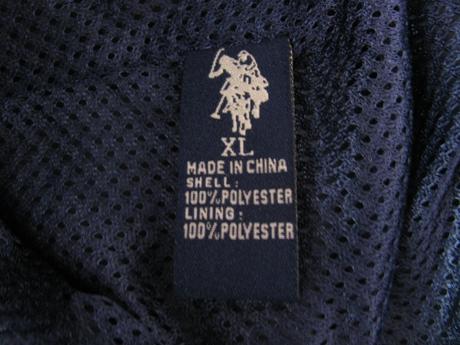 XL
MADE IN CHINA
SHELL:
100% POLYESTER
LINING:
100% POLYESTER